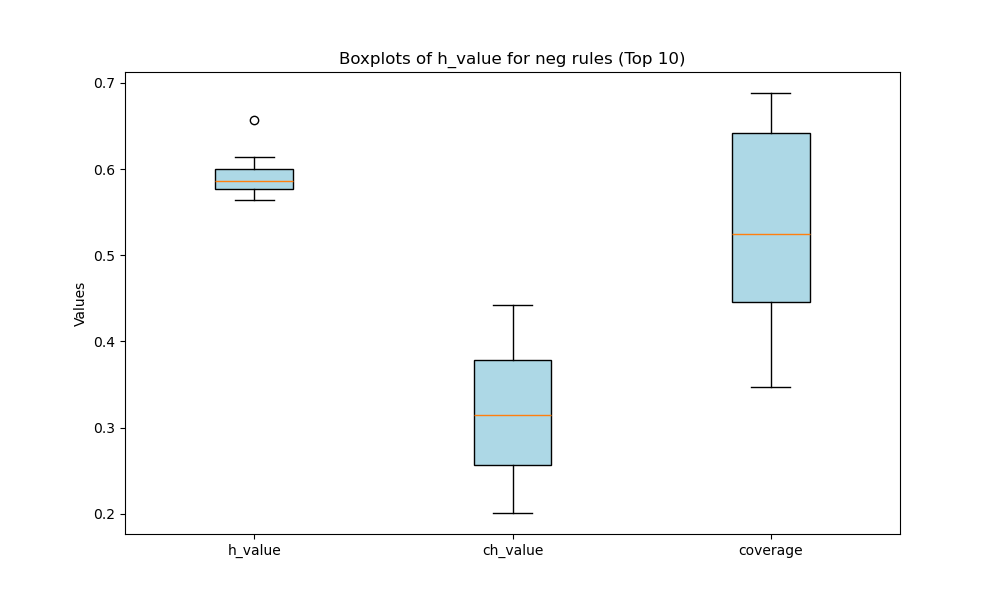 Boxplots of h_value for neg rules (Top 10)
0.7
0.6
0.5
0.4
0.3
0.2
Values
h_value
ch_value
coverage